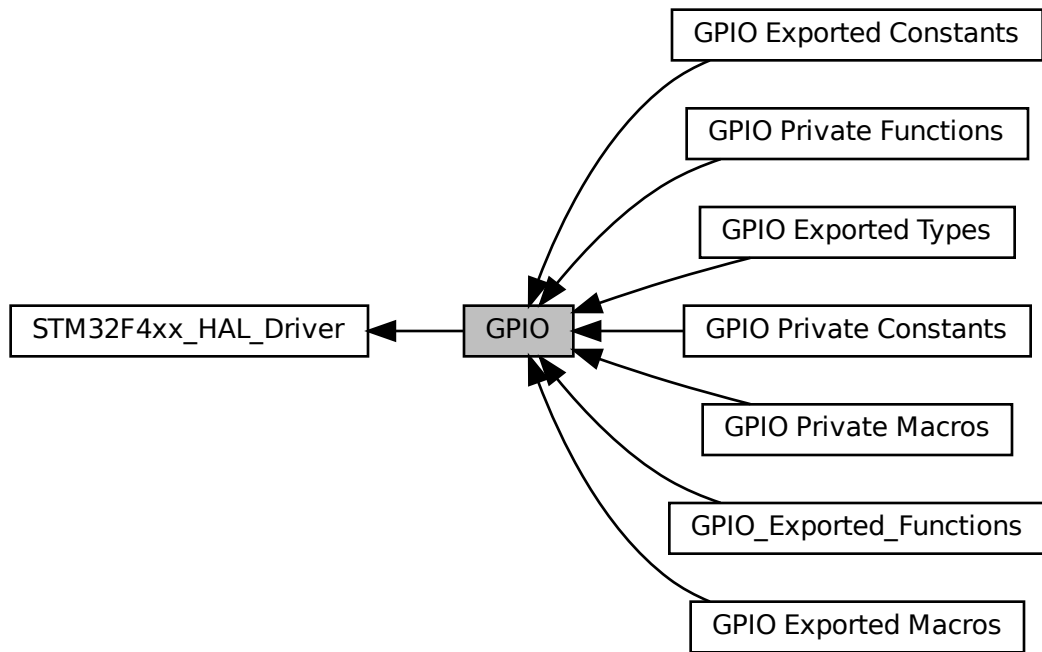 GPIO Exported Constants
GPIO Private Functions
GPIO Exported Types
STM32F4xx_HAL_Driver
GPIO
GPIO Private Constants
GPIO Private Macros
GPIO_Exported_Functions
GPIO Exported Macros